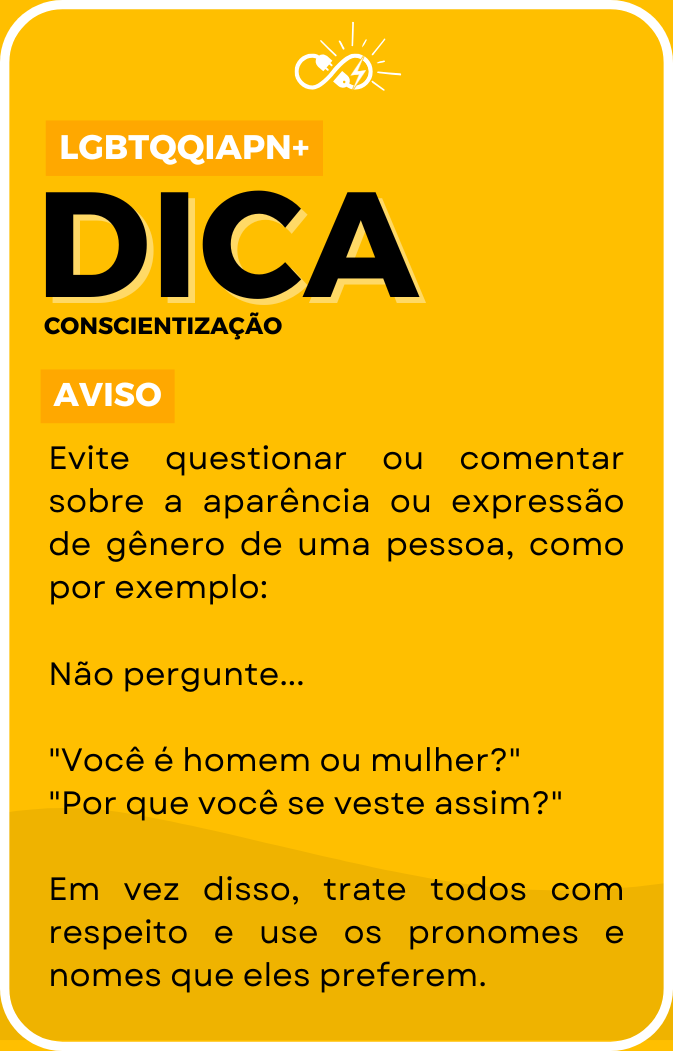 LGBTQQIAPN+
DICA
CONSCIENTIZAÇÃO
AVISO
Evite questionar ou comentar
sobre a aparência ou expressão
de gênero de uma pessoa, como
por exemplo:
Não pergunte...
"Você é homem ou mulher?"
"Por que você se veste assim?"
Em vez disso, trate todos com
respeito e use os pronomes e
nomes que eles preferem.